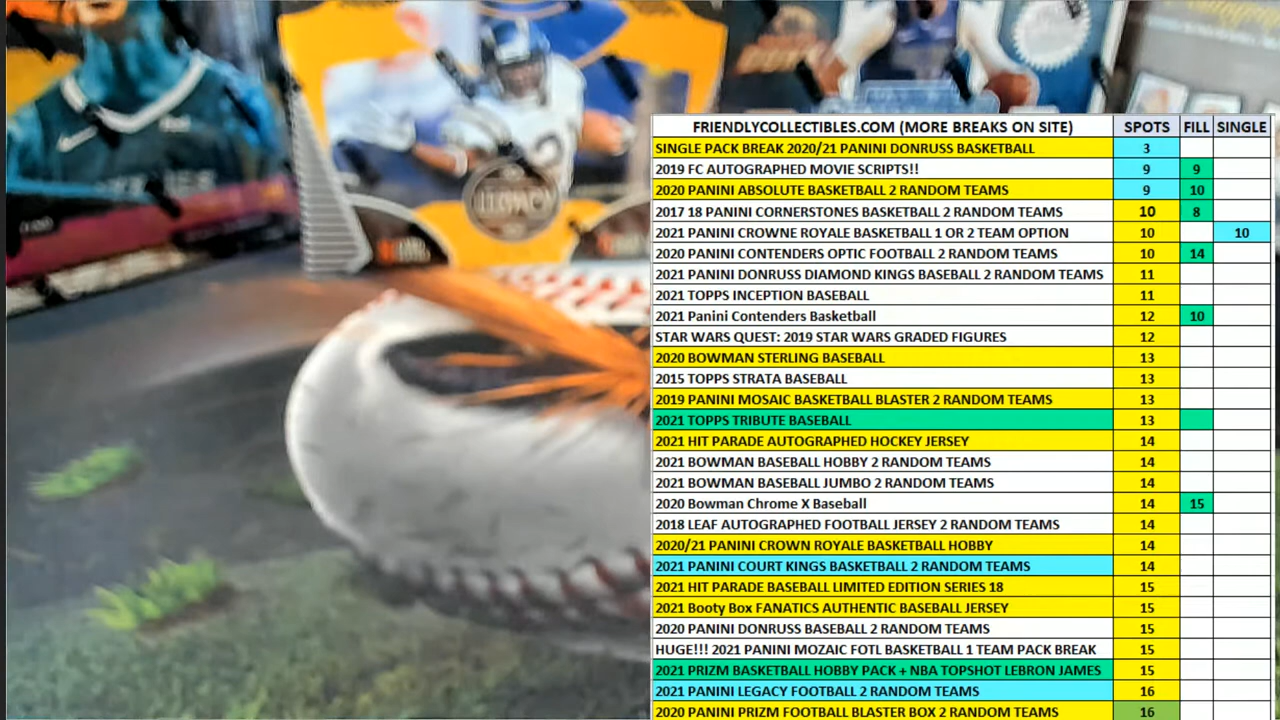 LEGACY
FRIENDLYCOLLECTIBLES.COM (MORE BREAKS ON SITE) SPOTS FILL SINGLE
SINGLE PACK BREAK 2020/21 PANINI DONRUSS BASKETBALL 3
2019 FC AUTOGRAPHED MOVIE SCRIPTS!! 9 9
2020 PANINI ABSOLUTE BASKETBALL 2 RANDOM TEAMS 9 10
2017 18 PANINI CORNERSTONES BASKETBALL 2 RANDOM TEAMS 10 8
2021 PANINI CROWNE ROYALE BASKETBALL 1 OR 2 TEAM OPTION 10 10
2020 PANINI CONTENDERS OPTIC FOOTBALL 2 RANDOM TEAMS 10 14
2021 PANINI DONRUSS DIAMOND KINGS BASEBALL 2 RANDOM TEAMS 11
2021 TOPPS INCEPTION BASEBALL 11
2021 Panini Contenders Basketball 12 10
STAR WARS QUEST: 2019 STAR WARS GRADED FIGURES 12
2020 BOWMAN STERLING BASEBALL 13
2015 TOPPS STRATA BASEBALL 13
2019 PANINI MOSAIC BASKETBALL BLASTER 2 RANDOM TEAMS 13
2021 TOPPS TRIBUTE BASEBALL 13
2021 HIT PARADE AUTOGRAPHED HOCKEY JERSEY 14
2021 BOWMAN BASEBALL HOBBY 2 RANDOM TEAMS 14
2021 BOWMAN BASEBALL JUMBO 2 RANDOM TEAMS 14
2020 Bowman Chrome X Baseball 14 15
2018 LEAF AUTOGRAPHED FOOTBALL JERSEY 2 RANDOM TEAMS 14
2020/21 PANINI CROWN ROYALE BASKETBALL HOBBY 14
2021 PANINI COURT KINGS BASKETBALL 2 RANDOM TEAMS 14
2021 HIT PARADE BASEBALL LIMITED EDITION SERIES 18 15
2021 Booty Box FANATICS AUTHENTIC BASEBALL JERSEY 15
2020 PANINI DONRUSS BASEBALL 2 RANDOM TEAMS 15
HUGE!!! 2021 PANINI MOZAIC FOTL BASKETBALL 1 TEAM PACK BREAK 15
2021 PRIZM BASKETBALL HOBBY PACK + NBA TOPSHOT LEBRON JAMES 15
2021 PANINI LEGACY FOOTBALL 2 RANDOM TEAMS 16
2020 PANINI PRIZM FOOTBALL BLASTER BOX 2 RANDOM TEAMS 16